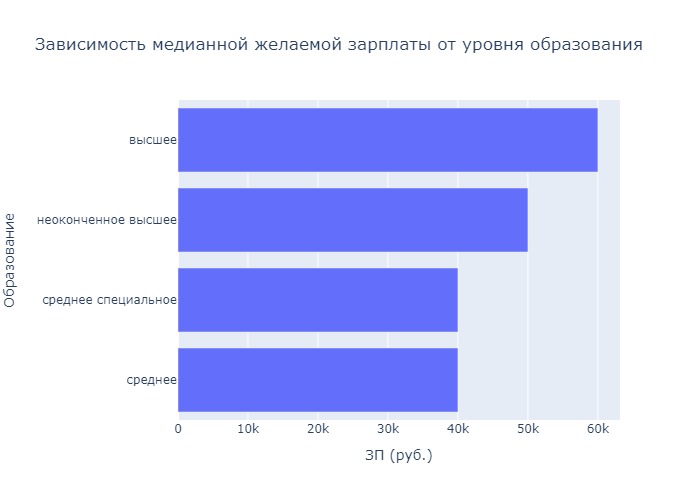 Зависимость медианной желаемой зарплаты от уровня образования
Образование
высшее
неоконченное высшее
среднее специальное
среднее
0 10k 20k 30k 40k 50k 60k
ЗП (руб.)